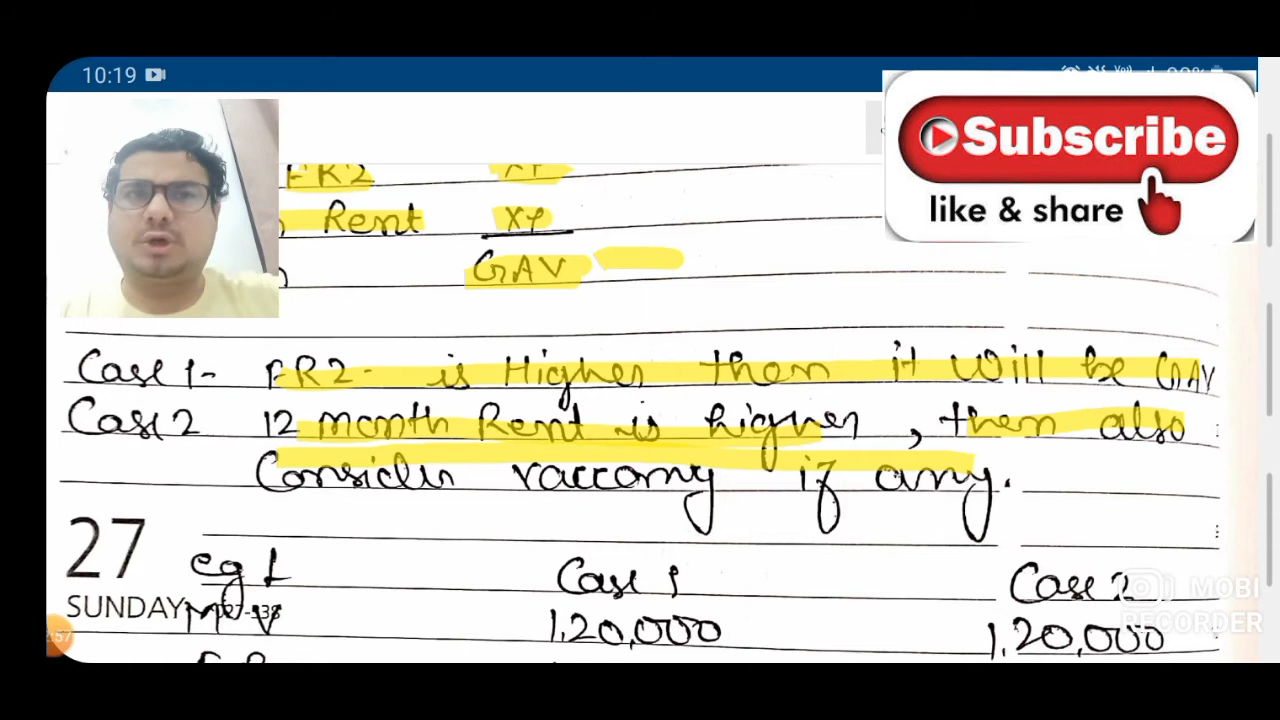 10:19
Subscribe
like & share
Rent XY
GAV
Case 1- ER2- is Higher then it will be GAV
Case 2 12 month Rent is higher, then also
Consider vaccany if any.
27
SUNDAY
eg 1 Case 1 Case 2
MV 1,20,000 1,20,000
MOBI
RECORDER